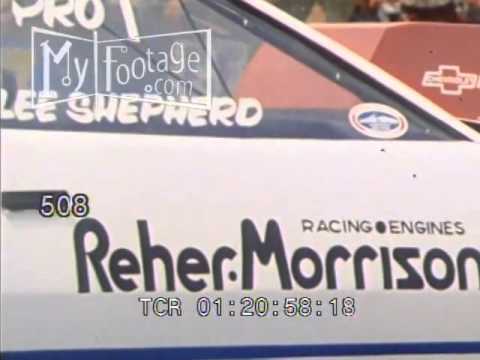 PRO
My footage
.com
LEE SHEPHERD
508
RACING ENGINES
Reher-Morrison
TCR 01:20:58:18